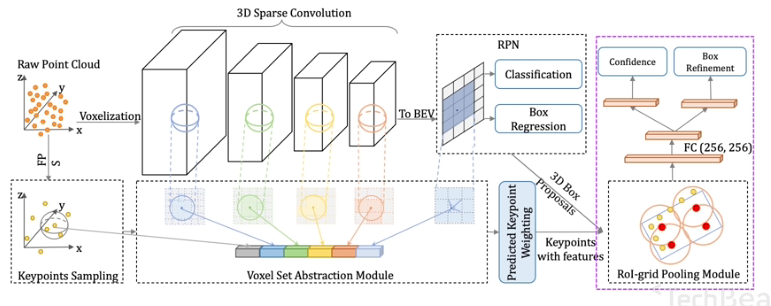 3D Sparse Convolution
Raw Point Cloud
z
y
x
Voxelization
To BEV
RPN
Classification
Box
Regression
Confidence
Box
Refinement
FC (256, 256)
FP
S
z
y
x
Keypoints Sampling
Voxel Set Abstraction Module
Predicted Keypoint
Weighting
3D Box
Proposals
Keypoints
with features
RoI-grid Pooling Module